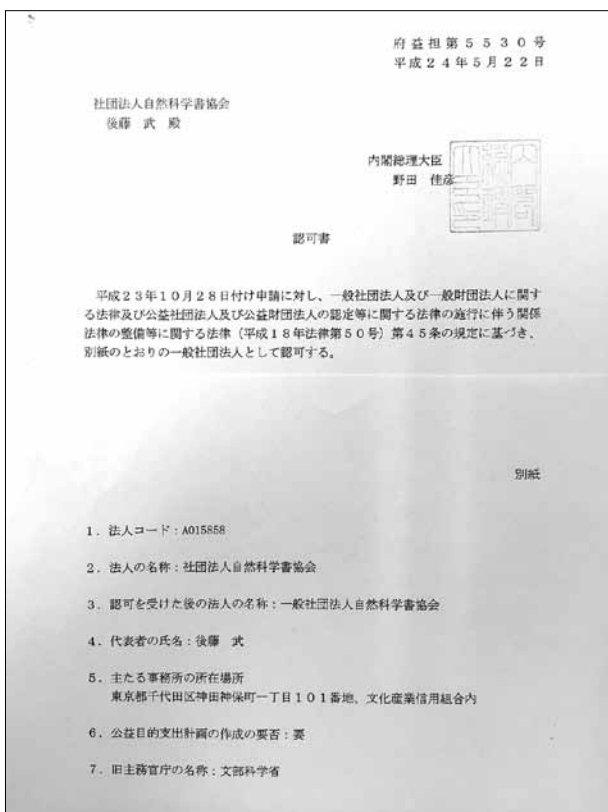 府益担第５５３０号
平成２４年５月２２日
社団法人自然科学書協会
後藤　武　殿
内閣総理大臣
野田　佳彦
認可書
平成２３年１０月２８日付け申請に対し、一般社団法人及び一般財団法人に関す
る法律及び公益社団法人及び公益財団法人の認定等に関する法律の施行に伴う関係
法律の整備等に関する法律（平成１８年法律第５０号）第４５条の規定に基づき、
別紙のとおりの一般社団法人として認可する。
別紙
１．法人コード：A015858
２．法人の名称：社団法人自然科学書協会
３．認可を受けた後の法人の名称：一般社団法人自然科学書協会
４．代表者の氏名：後藤　武
５．主たる事務所の所在場所
東京都千代田区神田神保町一丁目１０１番地、文化産業信用組合内
６．公益目的支出計画の作成の要否：要
７．旧主務官庁の名称：文部科学省